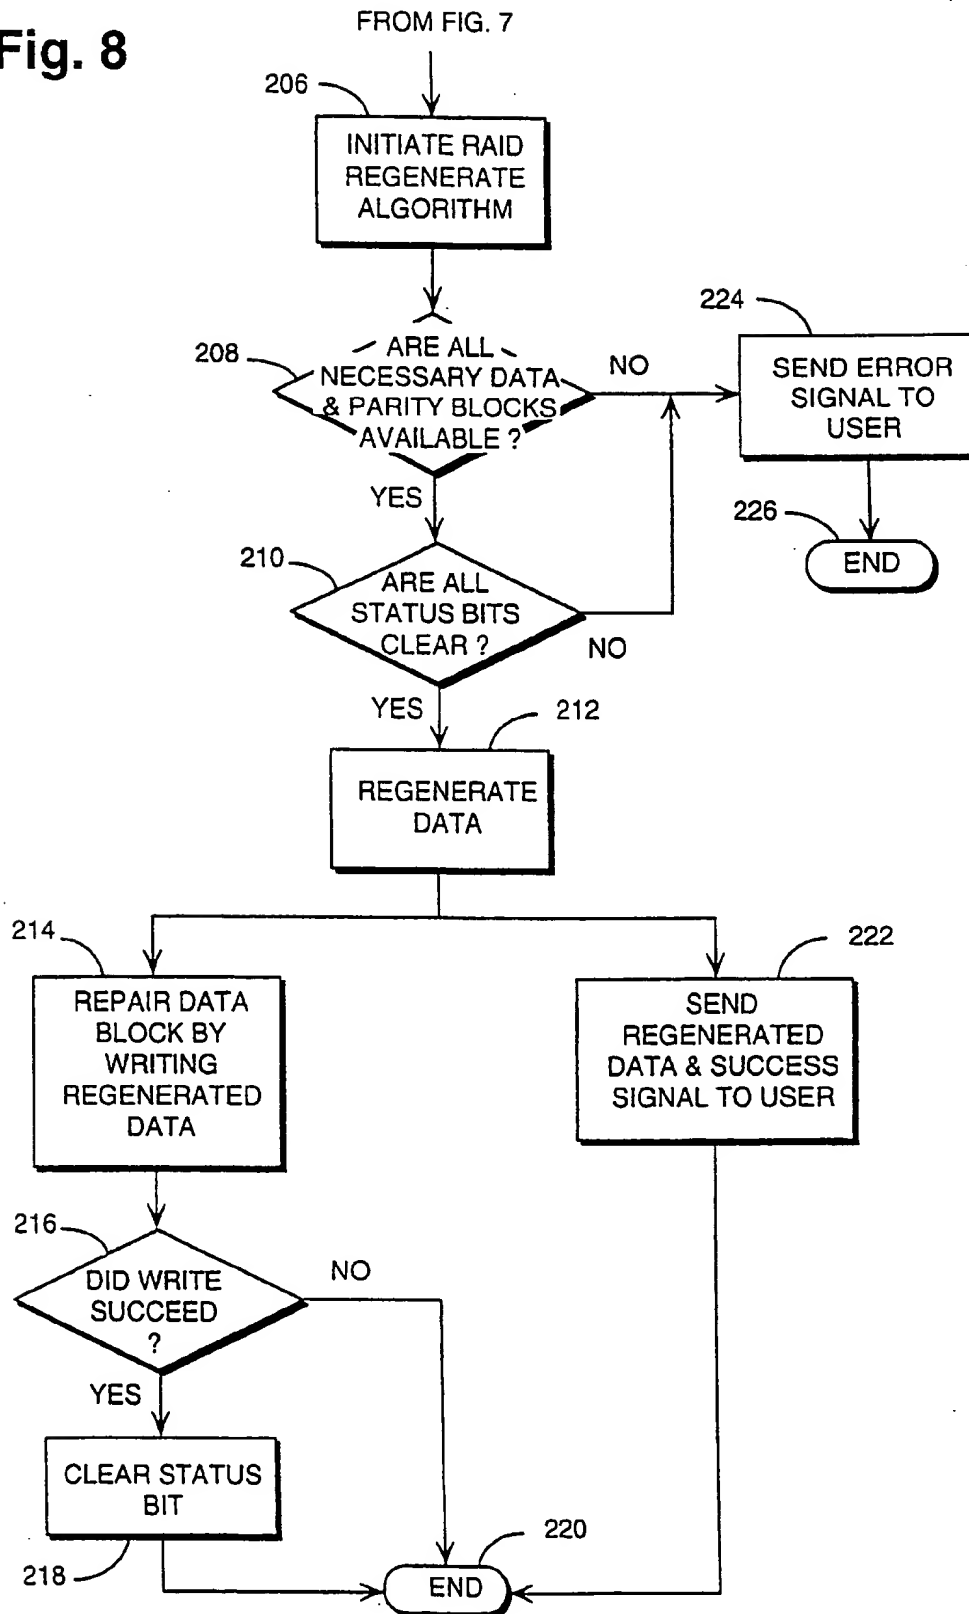 FROM FIG. 7
Fig. 8
206
INITIATE RAID
REGENERATE
ALGORITHM
224
208
ARE ALL
NECESSARY DATA
& PARITY BLOCKS
AVAILABLE ?
NO
SEND ERROR
SIGNAL TO
USER
YES
226
END
210
ARE ALL
STATUS BITS
CLEAR ?
NO
YES
212
REGENERATE
DATA
214
222
REPAIR DATA
BLOCK BY
WRITING
REGENERATED
DATA
SEND
REGENERATED
DATA & SUCCESS
SIGNAL TO USER
216
DID WRITE
SUCCEED
?
NO
YES
CLEAR STATUS
BIT
218
220
END